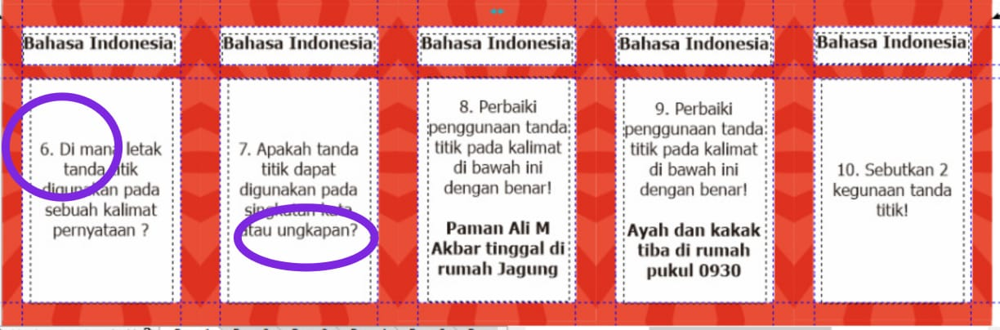 Bahasa Indonesia
Bahasa Indonesia
Bahasa Indonesia
Bahasa Indonesia
Bahasa Indonesia
6. Di mana letak
tanda titik
digunakan pada
sebuah kalimat
pernyataan ?
7. Apakah tanda
titik dapat
digunakan pada
singkatan kata
atau ungkapan?
8. Perbaiki
penggunaan tanda
titik pada kalimat
di bawah ini
dengan benar!
Paman Ali M
Akbar tinggal di
rumah Jagung
9. Perbaiki
penggunaan tanda
titik pada kalimat
di bawah ini
dengan benar!
Ayah dan kakak
tiba di rumah
pukul 0930
10. Sebutkan 2
kegunaan tanda
titik!